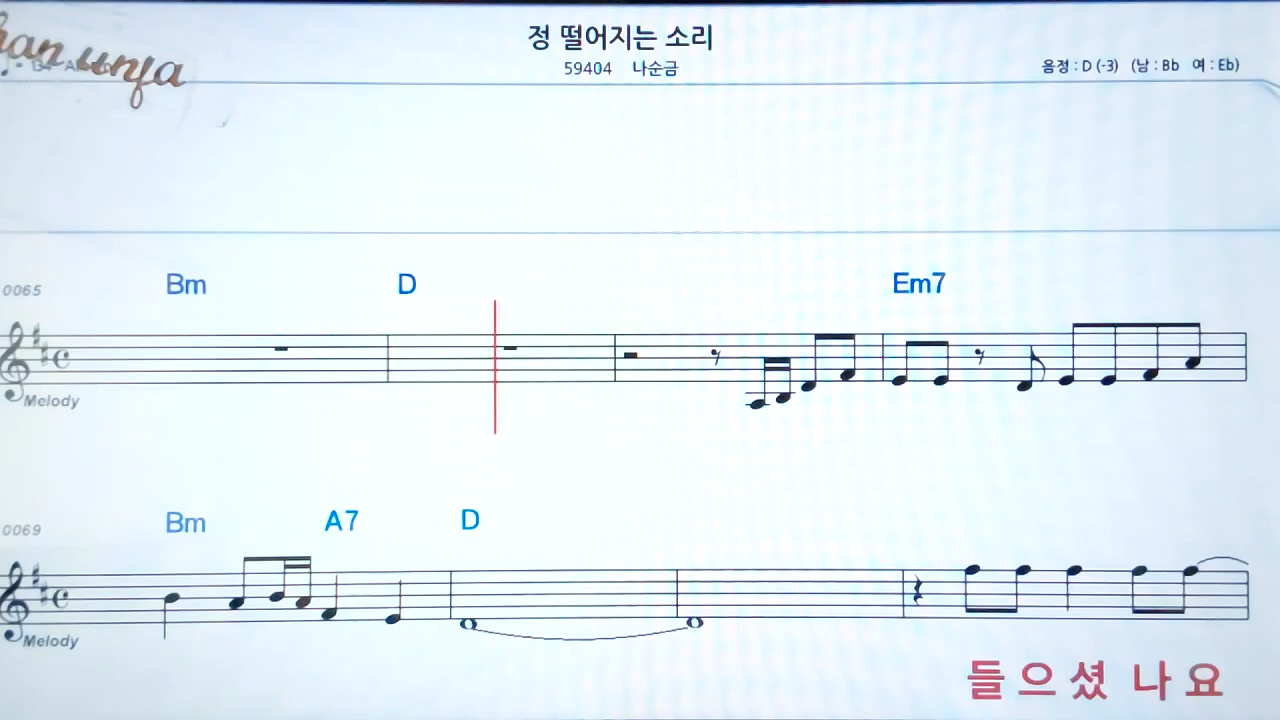 정 떨어지는 소리
59404 나순금
음정 : D (-3) (남 : Bb 여 : Eb)
0065 Bm D Em7
Melody
0069 Bm A7 D
Melody
들으셨 나요